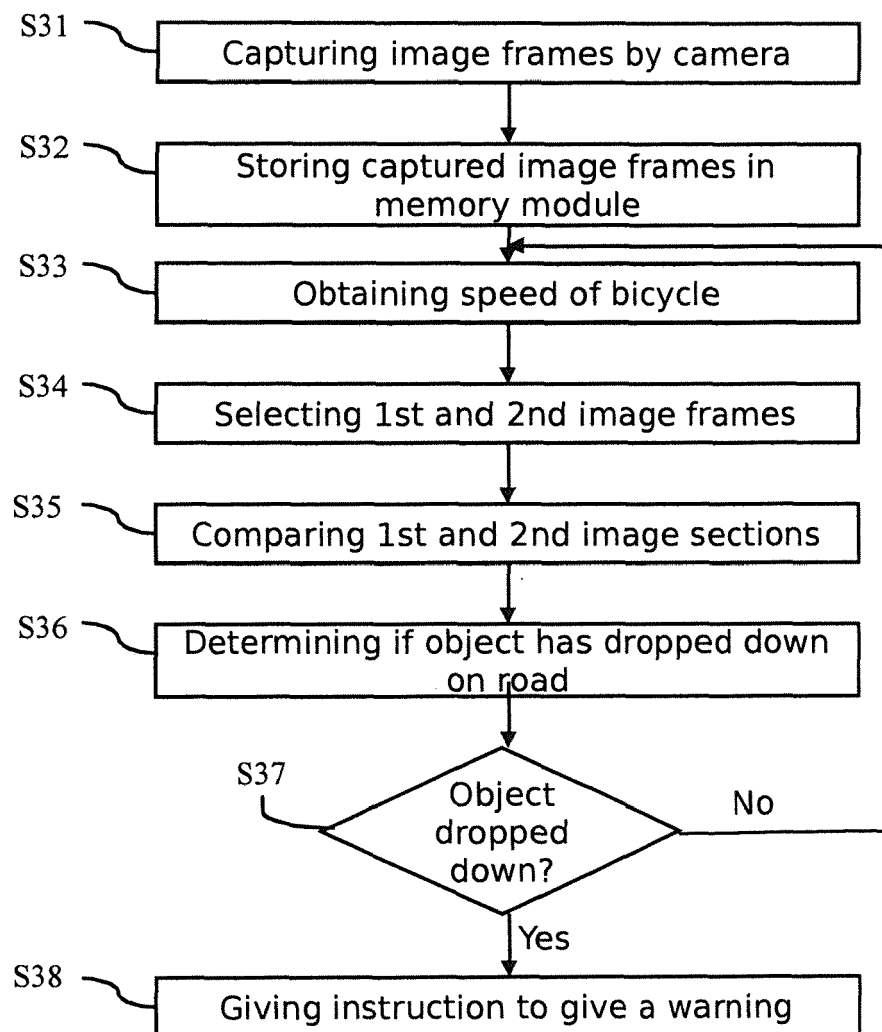 S31
Capturing image frames by camera
S32
Storing captured image frames in
memory module
S33
Obtaining speed of bicycle
S34
Selecting 1st and 2nd image frames
S35
Comparing 1st and 2nd image sections
S36
Determining if object has dropped down
on road
S37
Object
dropped
down?
No
Yes
S38
Giving instruction to give a warning